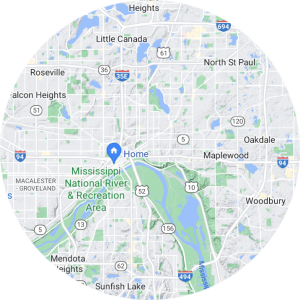 Heights
694
Little Canada
61
Roseville
36
35E
North St Paul
alcon Heights
51
120
5
Oakdale
94
Home
Maplewood
94
MACALESTER
- GROVELAND
Mississippi
National River
& Recreation
Area
52
10
s
Woodbury
5
13
156
Mendota
Heights
62
494
Mississ
Sunfish Lake